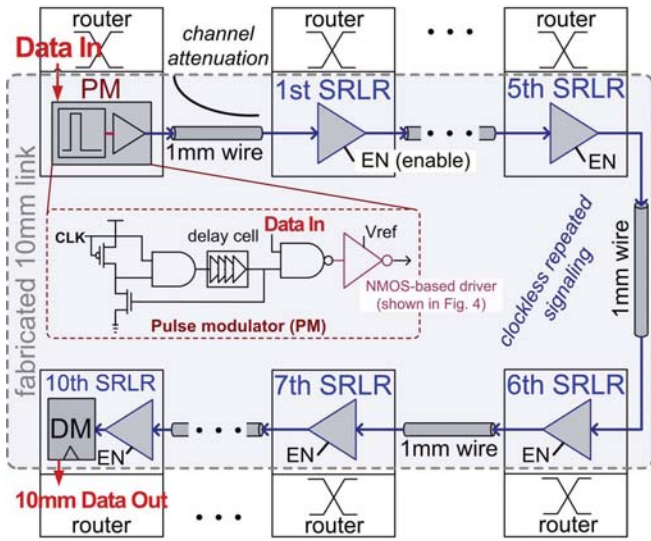 router
router
router
Data In
channel
attenuation
PM
1st SRLR
5th SRLR
1mm wire
EN (enable)
EN
fabricated 10mm link
CLK
delay cell
Data In
Vref
NMOS-based driver
(shown in Fig. 4)
Pulse modulator (PM)
clockless repeated
signaling
1mm wire
10th SRLR
7th SRLR
6th SRLR
DM
EN
EN
1mm wire
EN
10mm Data Out
router
router
router